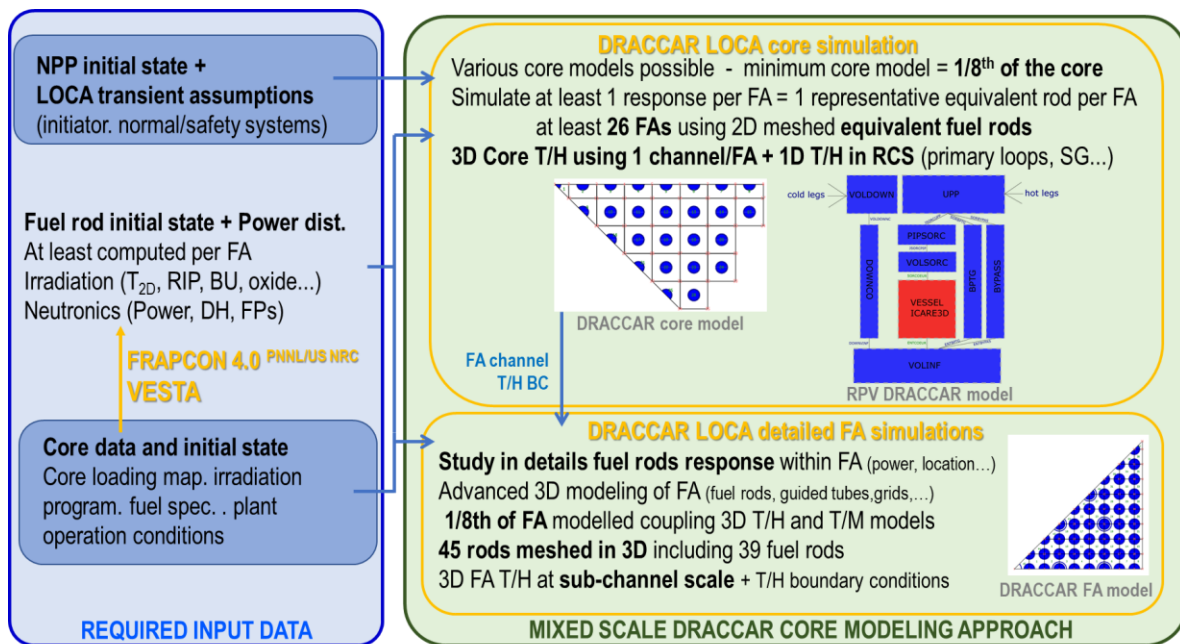 NPP initial state +
LOCA transient assumptions
(initiator. normal/safety systems)
Fuel rod initial state + Power dist.
At least computed per FA
Irradiation (T2D, RIP, BU, oxide...)
Neutronics (Power, DH, FPs)
FRAPCON 4.0 PNNL/US NRC
VESTA
Core data and initial state
Core loading map. irradiation
program. fuel spec. . plant
operation conditions
REQUIRED INPUT DATA
DRACCAR LOCA core simulation
Various core models possible - minimum core model = 1/8th of the core
Simulate at least 1 response per FA = 1 representative equivalent rod per FA
at least 26 FAs using 2D meshed equivalent fuel rods
3D Core T/H using 1 channel/FA + 1D T/H in RCS (primary loops, SG...)
DRACCAR core model
cold legs
VOLDOWN
UPP
hot legs
PIPSORC
VOLSORC
DOWNCO
VESSEL
ICARE3D
BPTG
BYPASS
VOLINF
RPV DRACCAR model
FA channel
T/H BC
DRACCAR LOCA detailed FA simulations
Study in details fuel rods response within FA (power, location…)
Advanced 3D modeling of FA (fuel rods, guided tubes,grids,…)
1/8th of FA modelled coupling 3D T/H and T/M models
45 rods meshed in 3D including 39 fuel rods
3D FA T/H at sub-channel scale + T/H boundary conditions
DRACCAR FA model
MIXED SCALE DRACCAR CORE MODELING APPROACH